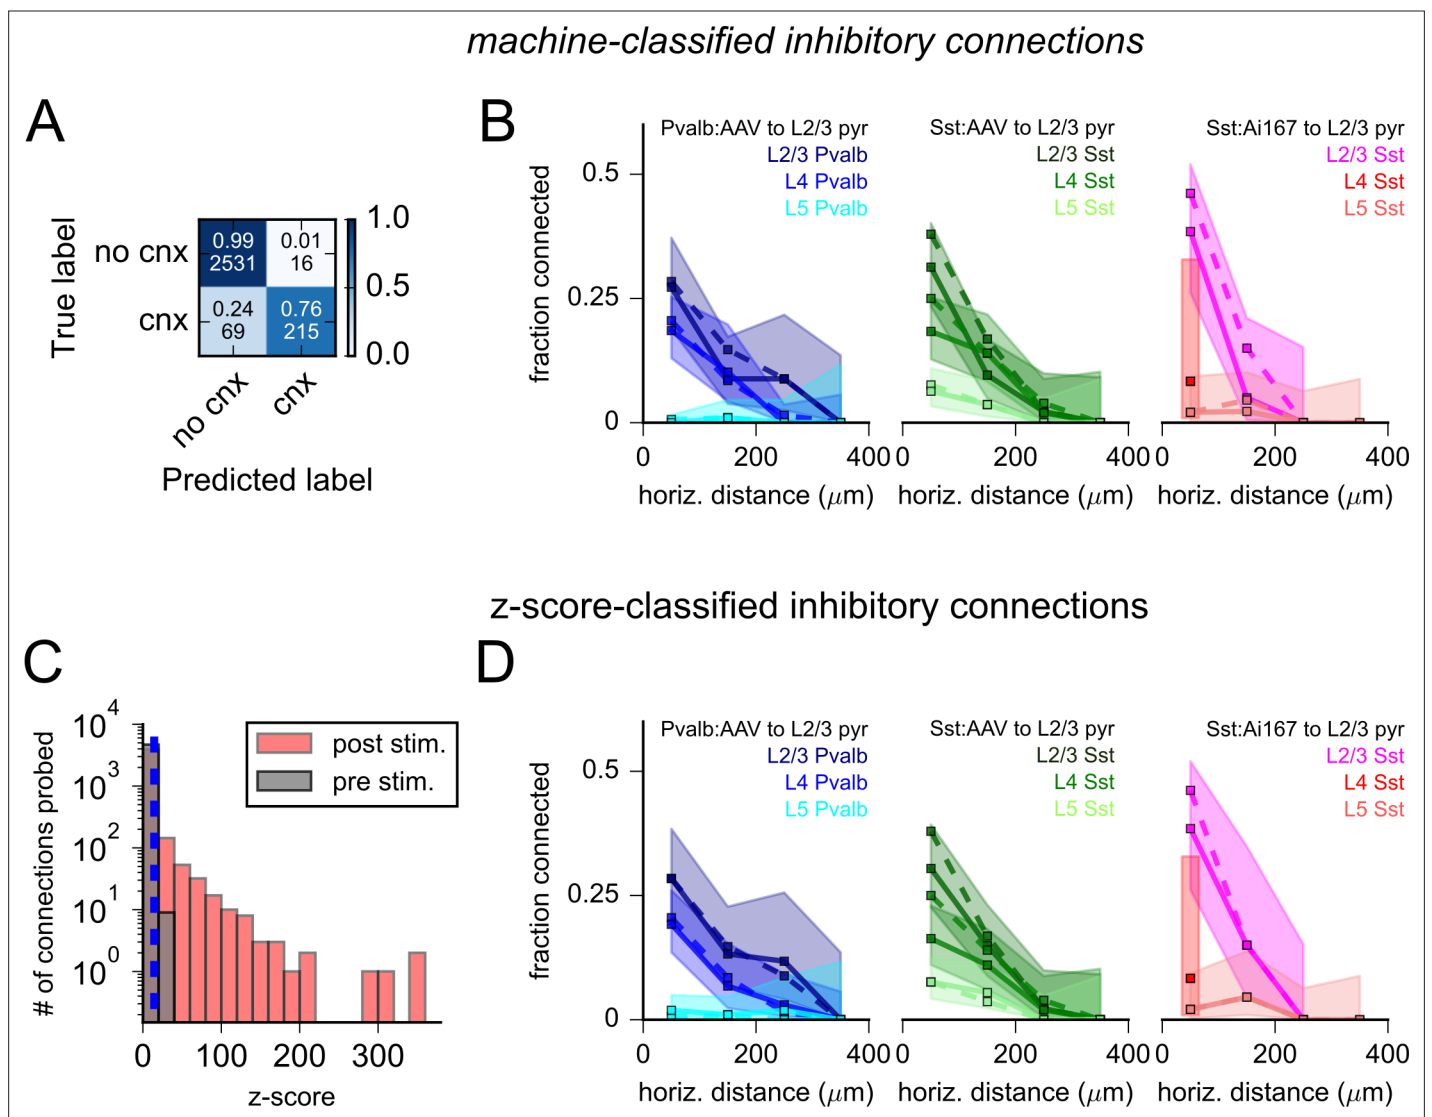 machine-classified inhibitory connections
A
True label
no cnx
cnx
0.99
2531
0.01
16
0.24
69
0.76
215
1.0
0.5
0.0
no cnx
cnx
Predicted label
B
fraction connected
0.5
0.25
0
Pvalb:AAV to L2/3 pyr
L2/3 Pvalb
L4 Pvalb
L5 Pvalb
0 200 400
horiz. distance (μm)
Sst:AAV to L2/3 pyr
L2/3 Sst
L4 Sst
L5 Sst
0 200 400
horiz. distance (μm)
Sst:Ai167 to L2/3 pyr
L2/3 Sst
L4 Sst
L5 Sst
0 200 400
horiz. distance (μm)
z-score-classified inhibitory connections
C
# of connections probed
10^4
10^3
10^2
10^1
10^0
post stim.
pre stim.
0 100 200 300
z-score
D
fraction connected
0.5
0.25
0
Pvalb:AAV to L2/3 pyr
L2/3 Pvalb
L4 Pvalb
L5 Pvalb
0 200 400
horiz. distance (μm)
Sst:AAV to L2/3 pyr
L2/3 Sst
L4 Sst
L5 Sst
0 200 400
horiz. distance (μm)
Sst:Ai167 to L2/3 pyr
L2/3 Sst
L4 Sst
L5 Sst
0 200 400
horiz. distance (μm)